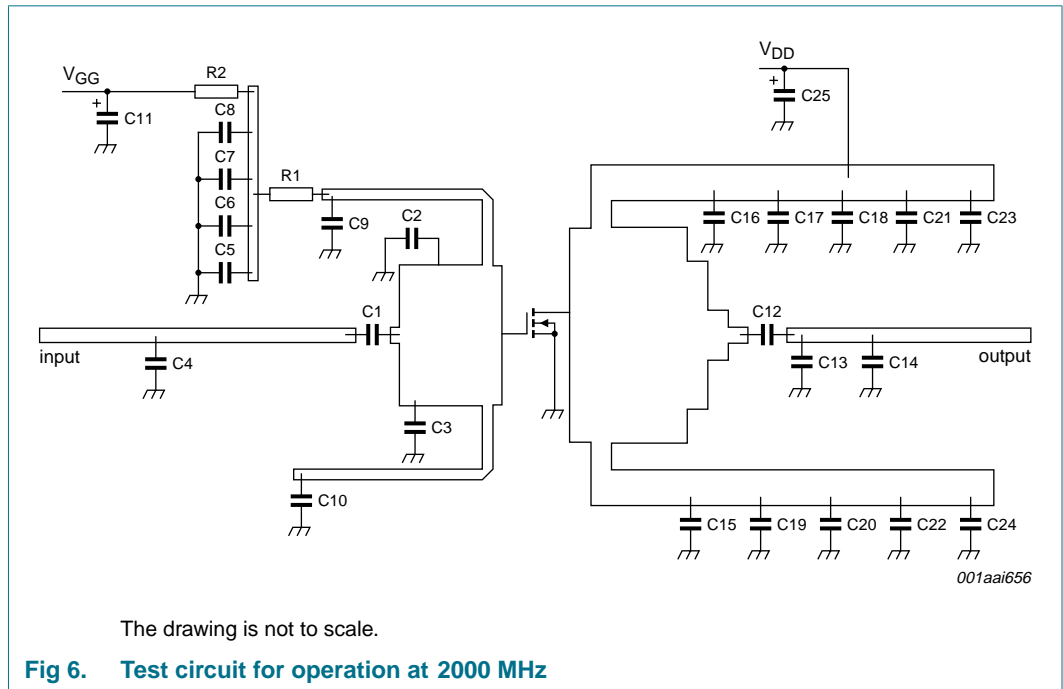 VGG
R2
VDD
+
C11
C8
C7
C6
C5
R1
C9
C2
+
C25
C16
C17
C18
C21
C23
input
C4
C1
C12
C13
C14
output
C3
C10
C15
C19
C20
C22
C24
001aai656
The drawing is not to scale.
Fig 6. Test circuit for operation at 2000 MHz